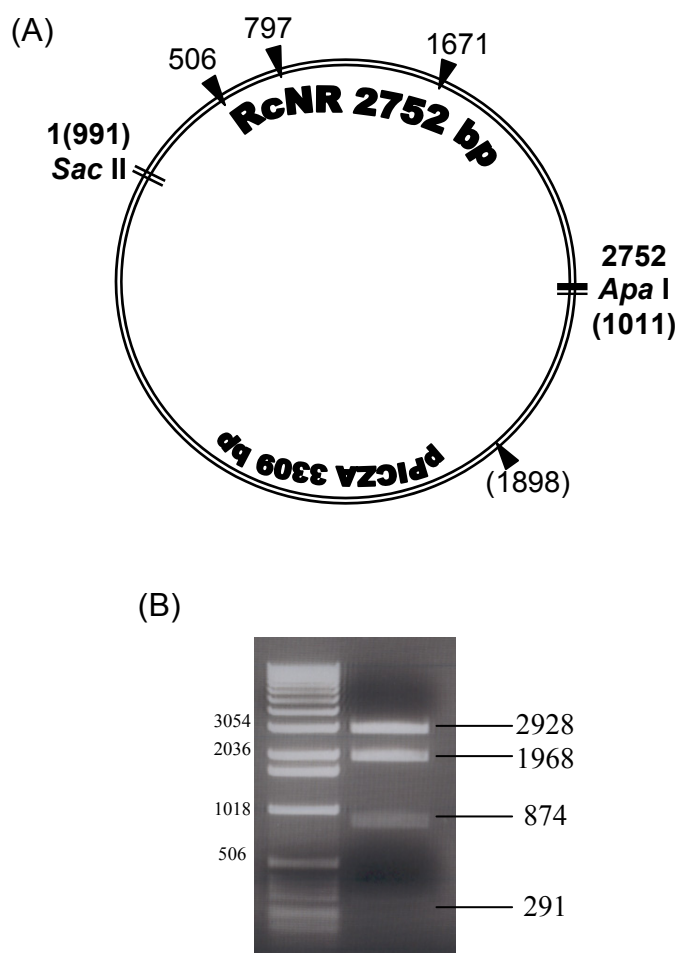 (A)
797
506
1671
RcNR 2752 bp
1(991)
Sac II
2752
Apa I
(1011)
pPICZA 3309 bp
(1898)
(B)
3054
2928
2036
1968
1018
874
506
291